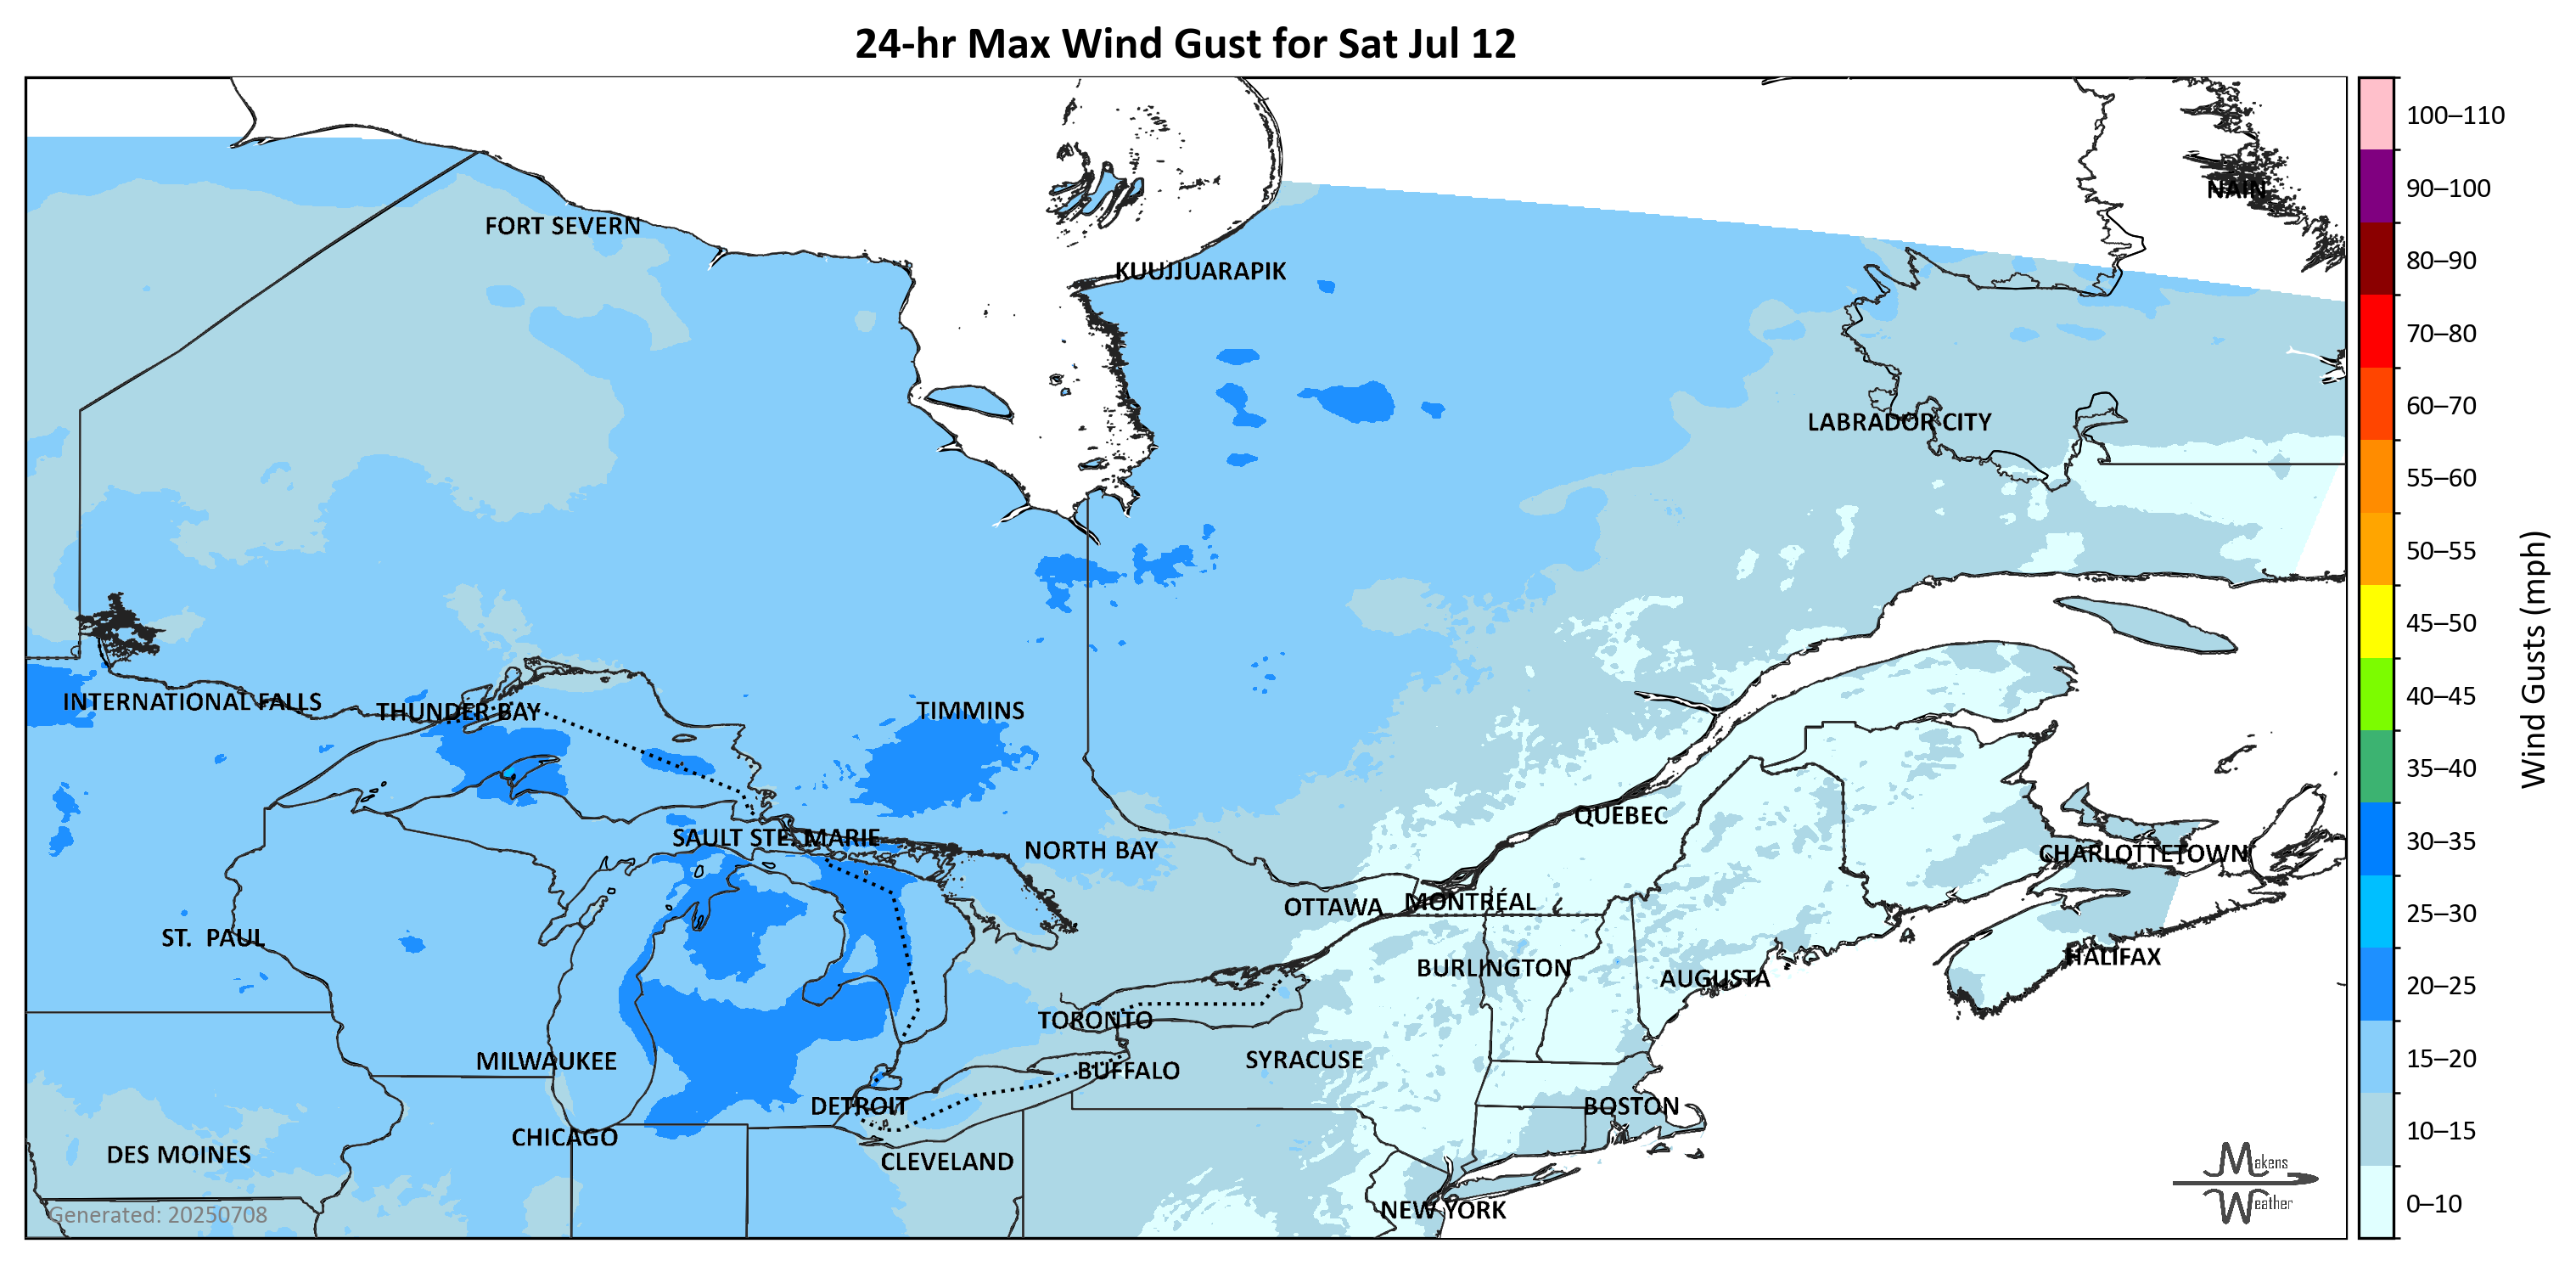 24-hr Max Wind Gust for Sat Jul 12
100–110
90–100
NAIN
FORT SEVERN
80–90
KUUJJUARAPIK
70–80
60–70
LABRADOR CITY
55–60
50–55
45–50
Wind Gusts (mph)
40–45
INTERNATIONAL FALLS
THUNDER BAY
TIMMINS
35–40
QUÉBEC
30–35
SAULT STE. MARIE
NORTH BAY
CHARLOTTETOWN
OTTAWA
MONTRÉAL
25–30
ST. PAUL
HALIFAX
BURLINGTON
AUGUSTA
20–25
TORONTO
MILWAUKEE
SYRACUSE
15–20
BUFFALO
DETROIT
BOSTON
10–15
CHICAGO
DES MOINES
CLEVELAND
Makens
Weather
0–10
NEW YORK
Generated: 20250708